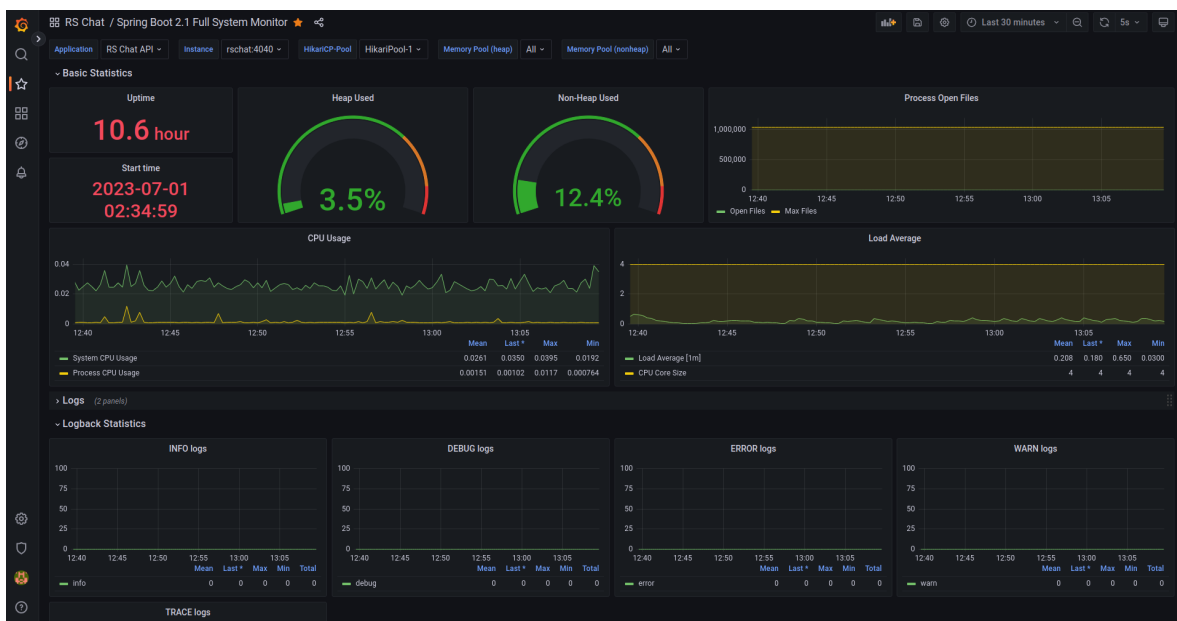 RS Chat / Spring Boot 2.1 Full System Monitor
Last 30 minutes
5s
Application RS Chat API Instance rschat:4040 HikariCP-Pool HikariPool-1 Memory Pool (heap) All Memory Pool (nonheap) All
Basic Statistics
Uptime
10.6 hour
Start time
2023-07-01
02:34:59
Heap Used
3.5%
Non-Heap Used
12.4%
Process Open Files
1,000,000
500,000
0
12:40 12:45 12:50 12:55 13:00 13:05
Open Files Max Files
CPU Usage
0.04
0.02
0
12:40 12:45 12:50 12:55 13:00 13:05
Mean Last * Max Min
System CPU Usage 0.0261 0.0350 0.0395 0.0192
Process CPU Usage 0.00151 0.00102 0.0117 0.000764
Load Average
4
2
0
12:40 12:45 12:50 12:55 13:00 13:05
Mean Last * Max Min
Load Average [1m] 0.208 0.180 0.650 0.0300
CPU Core Size 4 4 4 4
Logs (2 panels)
Logback Statistics
INFO logs
100
75
50
25
0
12:40 12:45 12:50 12:55 13:00 13:05
Mean Last * Max Min Total
info 0 0 0 0 0
DEBUG logs
100
75
50
25
0
12:40 12:45 12:50 12:55 13:00 13:05
Mean Last * Max Min Total
debug 0 0 0 0 0
ERROR logs
100
75
50
25
0
12:40 12:45 12:50 12:55 13:00 13:05
Mean Last * Max Min Total
error 0 0 0 0 0
WARN logs
100
75
50
25
0
12:40 12:45 12:50 12:55 13:00 13:05
Mean Last * Max Min Total
warn 0 0 0 0 0
TRACE logs